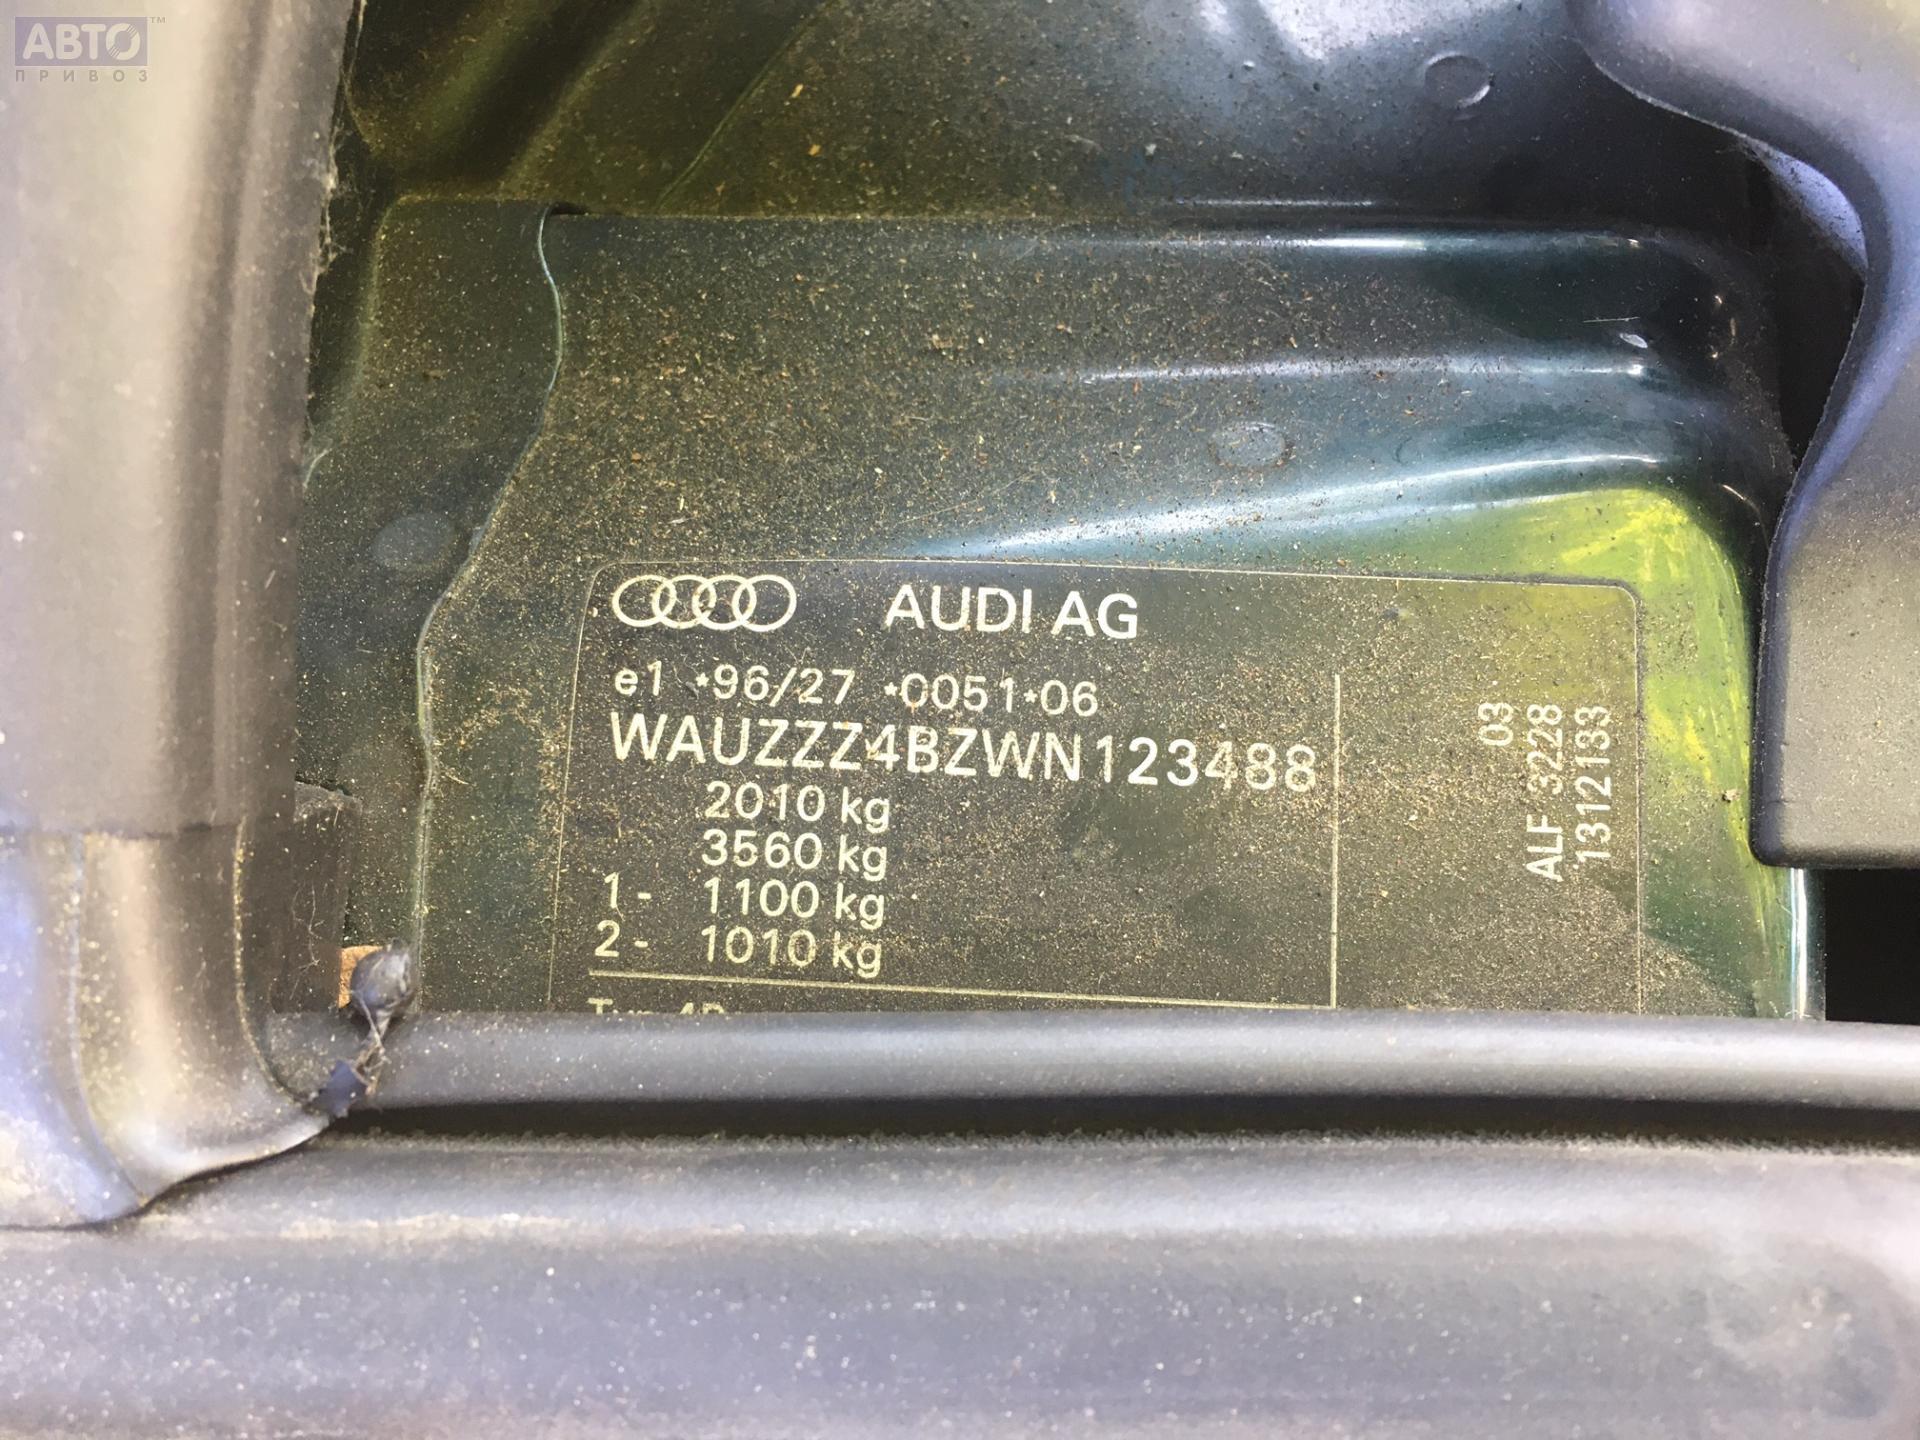 АВТО™
ПРИВОЗ
AUDI AG
e1 *96/27 *0051*06
WAUZZZ4BZWN123488
2010 kg
3560 kg
1- 1100 kg
2- 1010 kg
03
ALF 3228
1312133